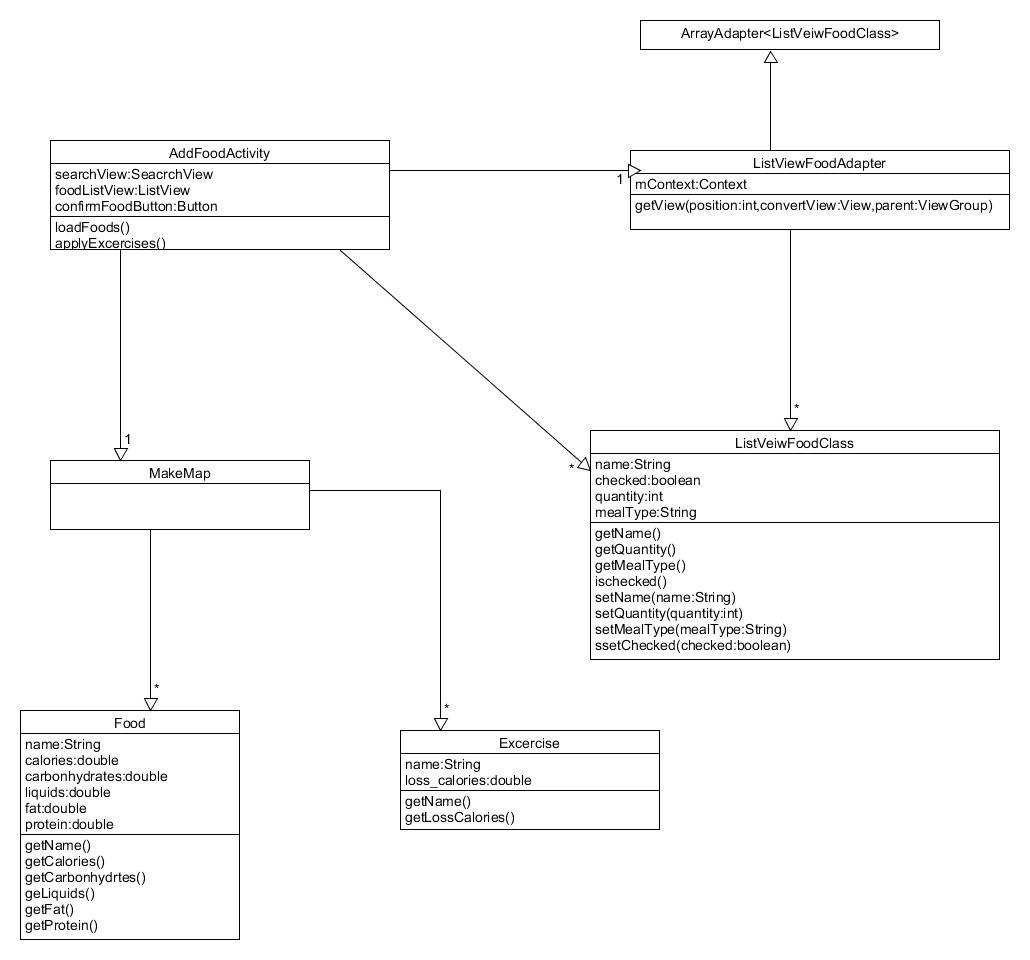 ArrayAdapter<ListVeiwFoodClass>
AddFoodActivity
searchView:SeacrchView
foodListView:ListView
confirmFoodButton:Button
loadFoods()
applyExcercises()
1
ListViewFoodAdapter
mContext:Context
getView(position:int,convertView:View,parent:ViewGroup)
1
*
*
ListVeiwFoodClass
name:String
checked:boolean
quantity:int
mealType:String
getName()
getQuantity()
getMealType()
ischecked()
setName(name:String)
setQuantity(quantity:int)
setMealType(mealType:String)
ssetChecked(checked:boolean)
MakeMap
*
*
Food
name:String
calories:double
carbonhydrates:double
liquids:double
fat:double
protein:double
getName()
getCalories()
getCarbonhydrtes()
geLiquids()
getFat()
getProtein()
Excercise
name:String
loss_calories:double
getName()
getLossCalories()